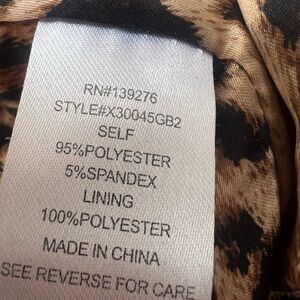 RN#139276
STYLE#X30045GB2
SELF
95%POLYESTER
5%SPANDEX
LINING
100%POLYESTER
MADE IN CHINA
SEE REVERSE FOR CARE